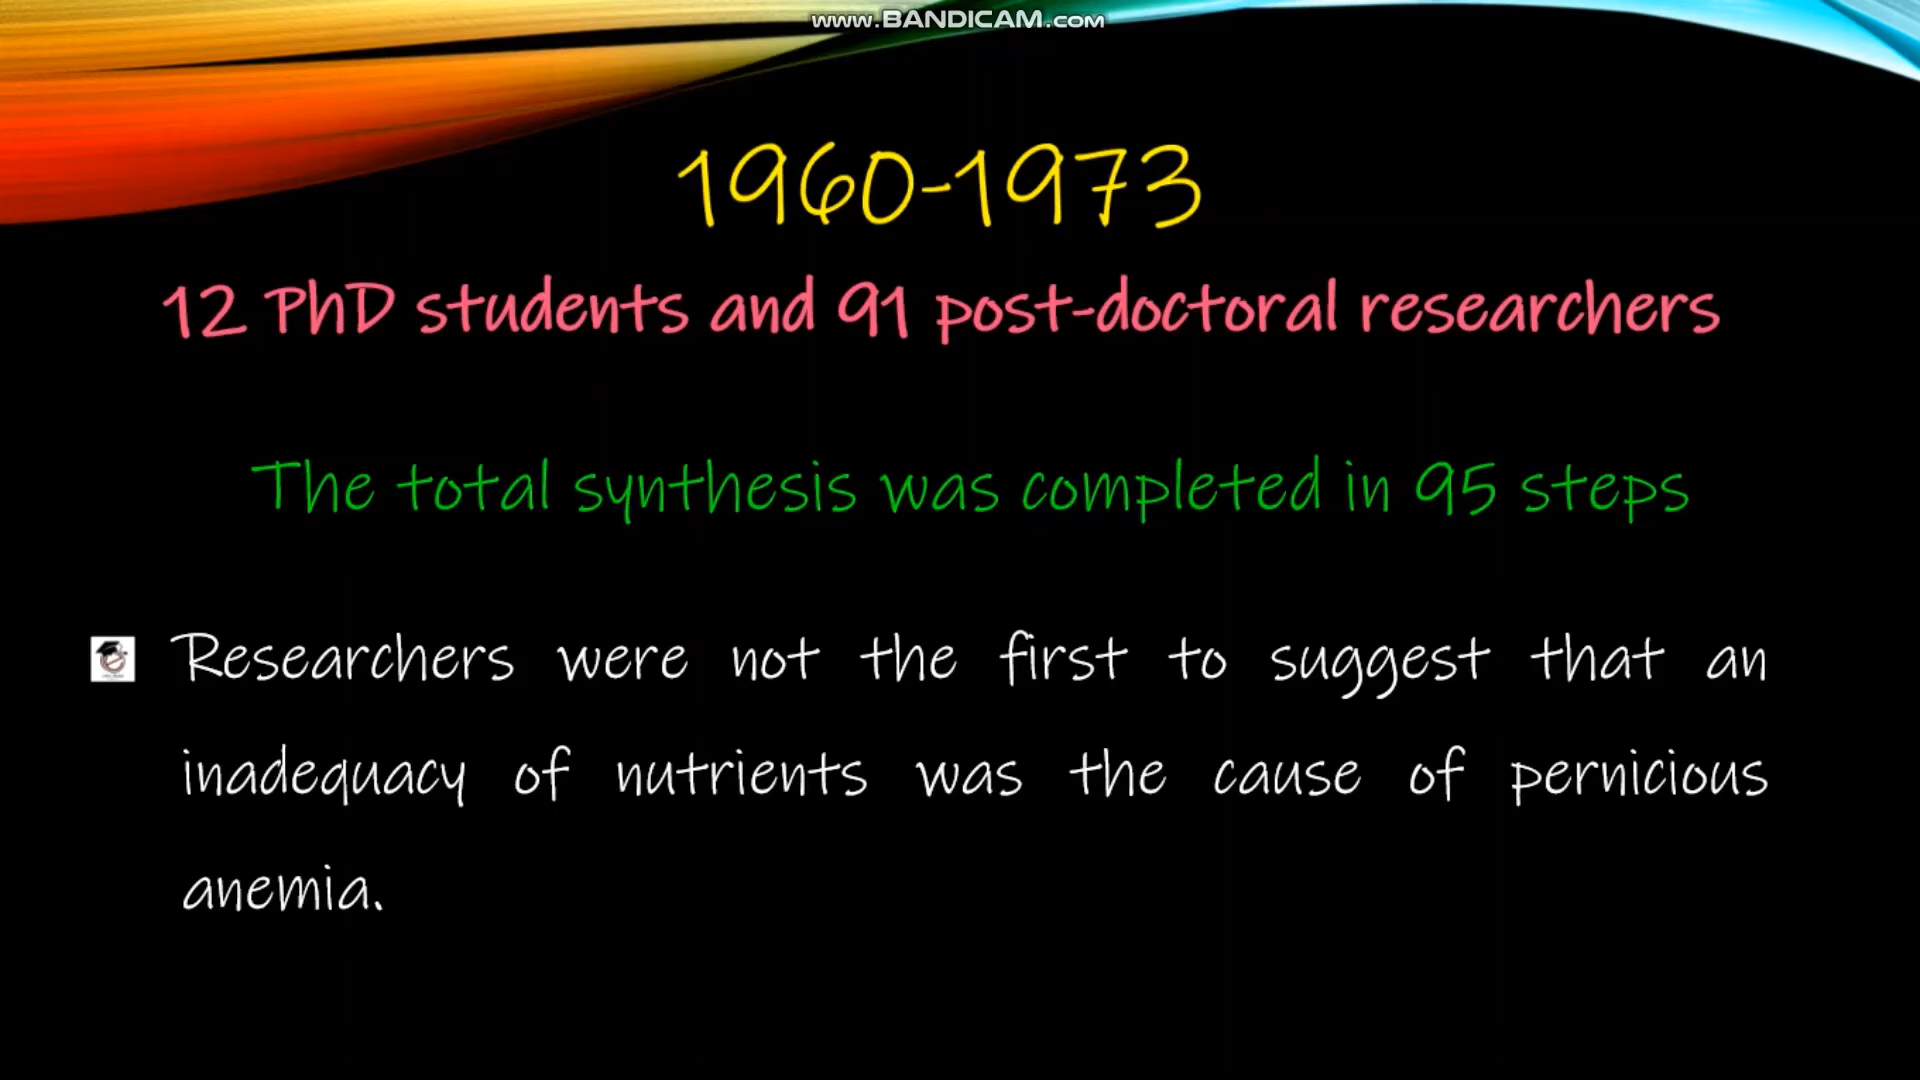 www.BANDICAM.com
1960-1973
12 PhD students and 91 post-doctoral researchers
The total synthesis was completed in 95 steps
Researchers were not the first to suggest that an
inadequacy of nutrients was the cause of pernicious
anemia.